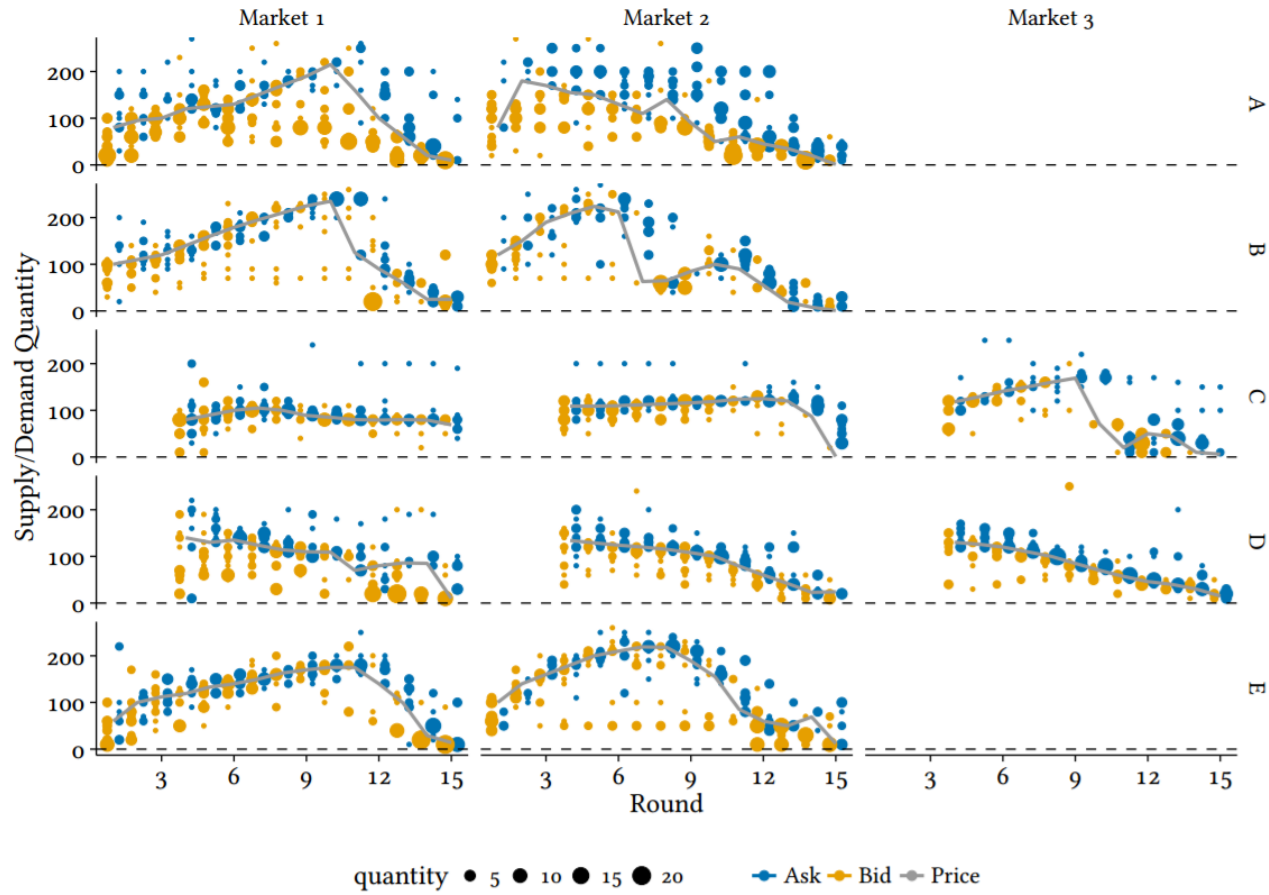 Market 1 Market 2 Market 3
Supply/Demand Quantity
200
100
0
A
200
100
0
B
200
100
0
C
200
100
0
D
200
100
0
E
3 6 9 12 15 3 6 9 12 15 3 6 9 12 15
Round
quantity 5 10 15 20 Ask Bid Price